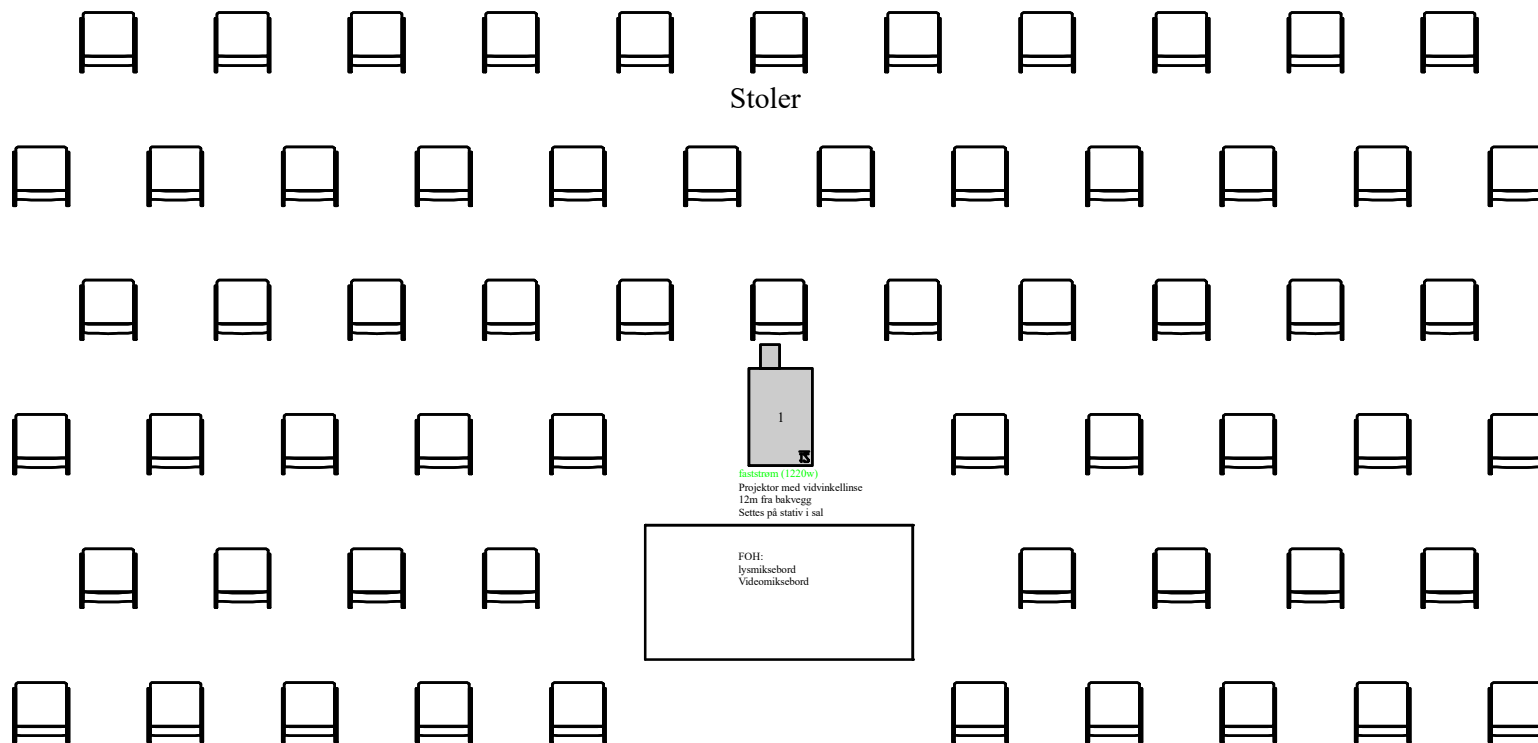 Stoler
1
faststrøm (1220w)
Projektor med vidvinkellinse
12m fra bakvegg
Settes på stativ i sal
FOH:
lysmiksebord
Videomiksebord